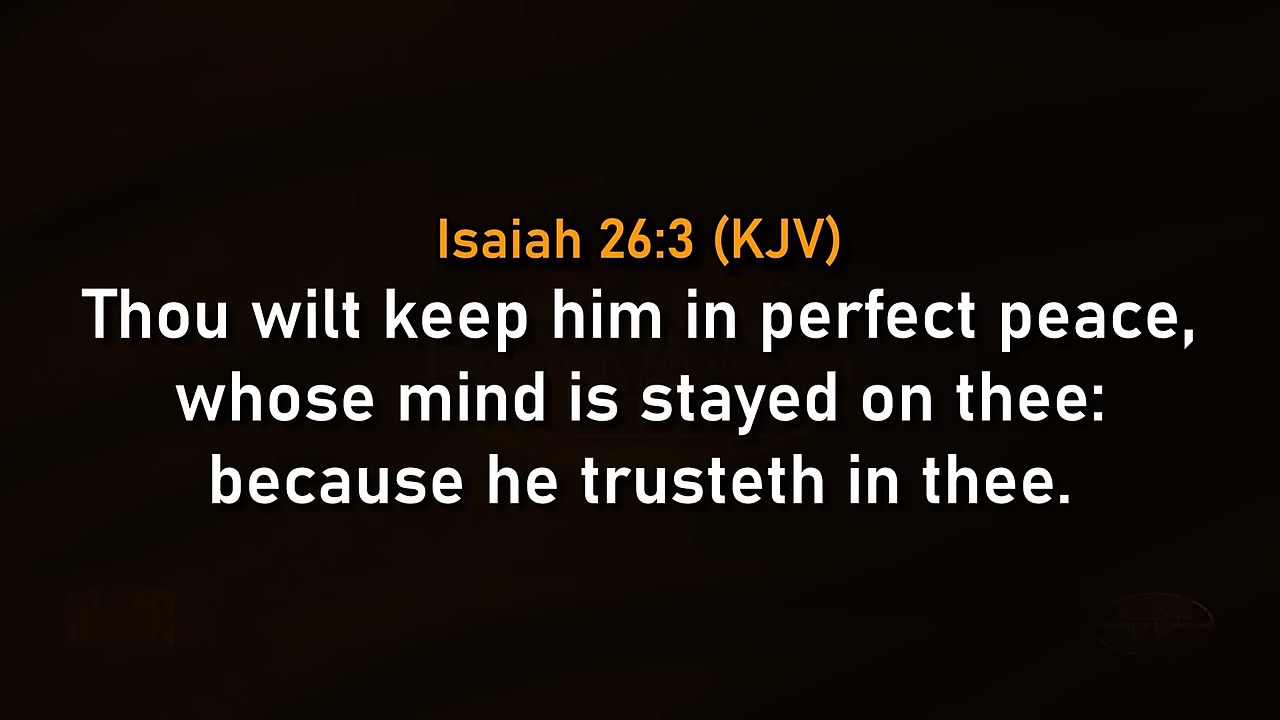 Isaiah 26:3 (KJV)
Thou wilt keep him in perfect peace,
whose mind is stayed on thee:
because he trusteth in thee.